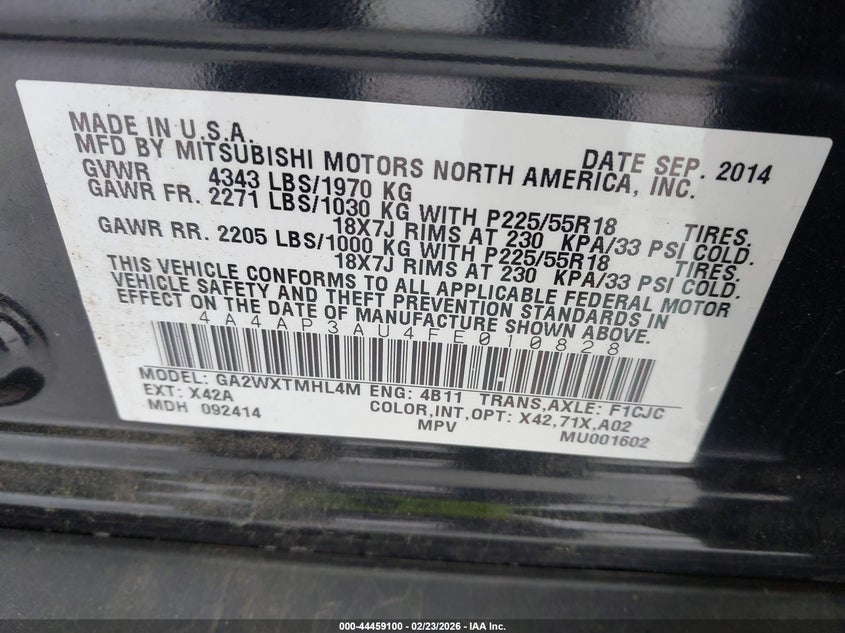 MADE IN U.S.A. DATE SEP. 2014
MFD BY MITSUBISHI MOTORS NORTH AMERICA, INC.
GVWR 4343 LBS/1970 KG
GAWR FR. 2271 LBS/1030 KG WITH P225/55R18 TIRES.
18X7J RIMS AT 230 KPA/33 PSI COLD.
GAWR RR. 2205 LBS/1000 KG WITH P225/55R18 TIRES.
18X7J RIMS AT 230 KPA/33 PSI COLD.
THIS VEHICLE CONFORMS TO ALL APPLICABLE FEDERAL MOTOR
VEHICLE SAFETY AND THEFT PREVENTION STANDARDS IN
EFFECT ON THE DATE OF MANUFACTURE SHOWN ABOVE.
4A4AP3AU4FE010828
MODEL: GA2WXTMHL4M ENG: 4B11 TRANS,AXLE: F1CJC
EXT: X42A COLOR,INT,OPT: X42,71X,A02
MDH 092414 MPV MU001602
000-44459100 - 02/23/2026 - IAA Inc.